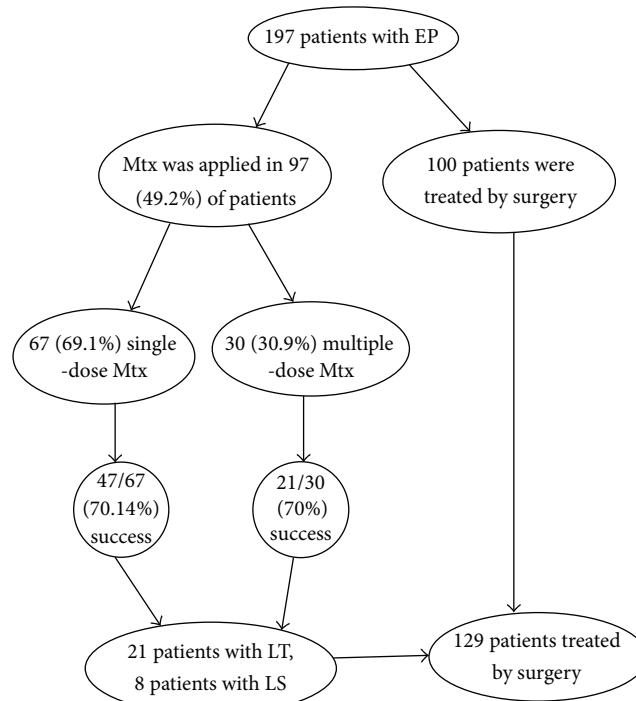 197 patients with EP
Mtx was applied in 97
(49.2%) of patients
100 patients were
treated by surgery
67 (69.1%) single
-dose Mtx
30 (30.9%) multiple
-dose Mtx
47/67
(70.14%)
success
21/30
(70%)
success
21 patients with LT,
8 patients with LS
129 patients treated
by surgery